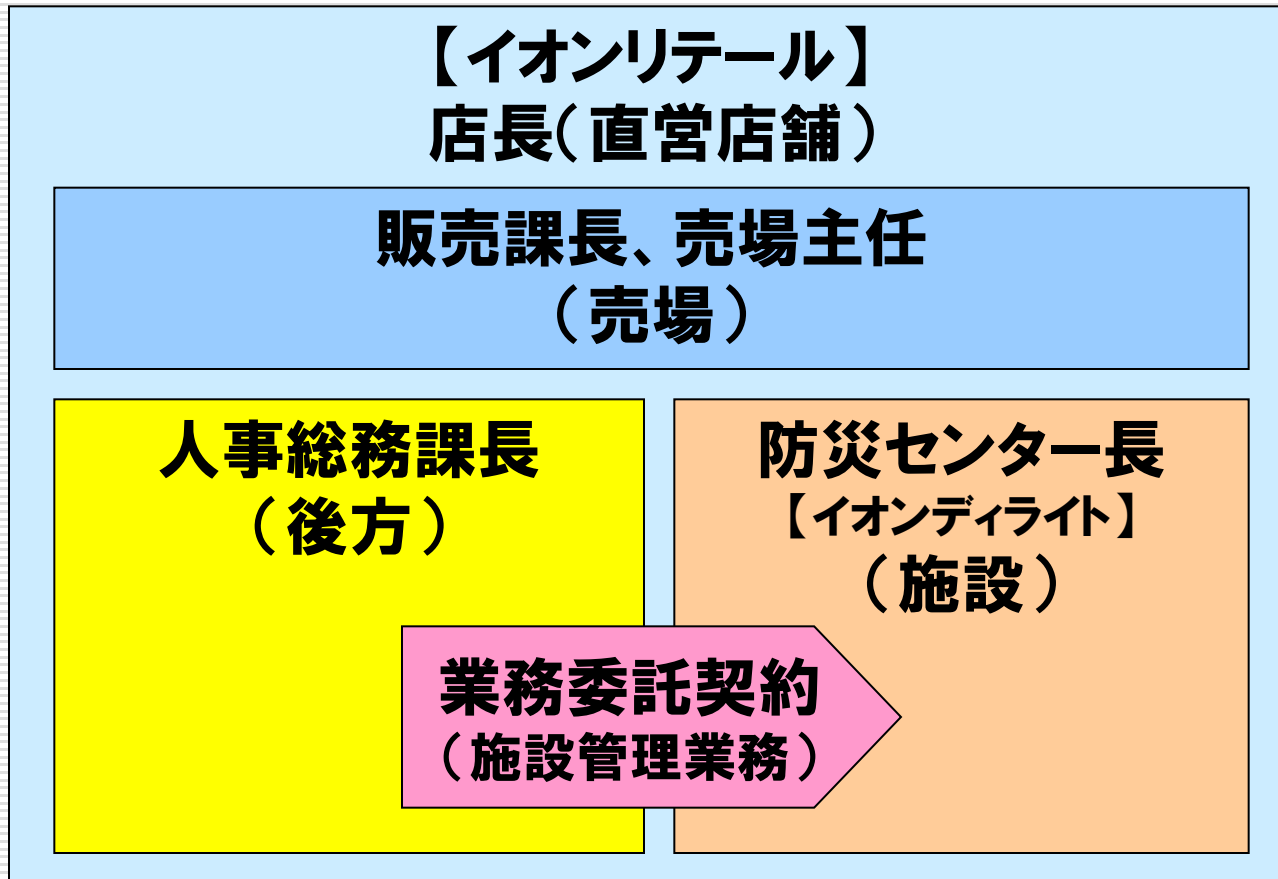 【イオンリテール】
店長（直営店舗）
販売課長、売場主任
（売場）
人事総務課長
（後方）
防災センター長
【イオンディライト】
（施設）
業務委託契約
（施設管理業務）